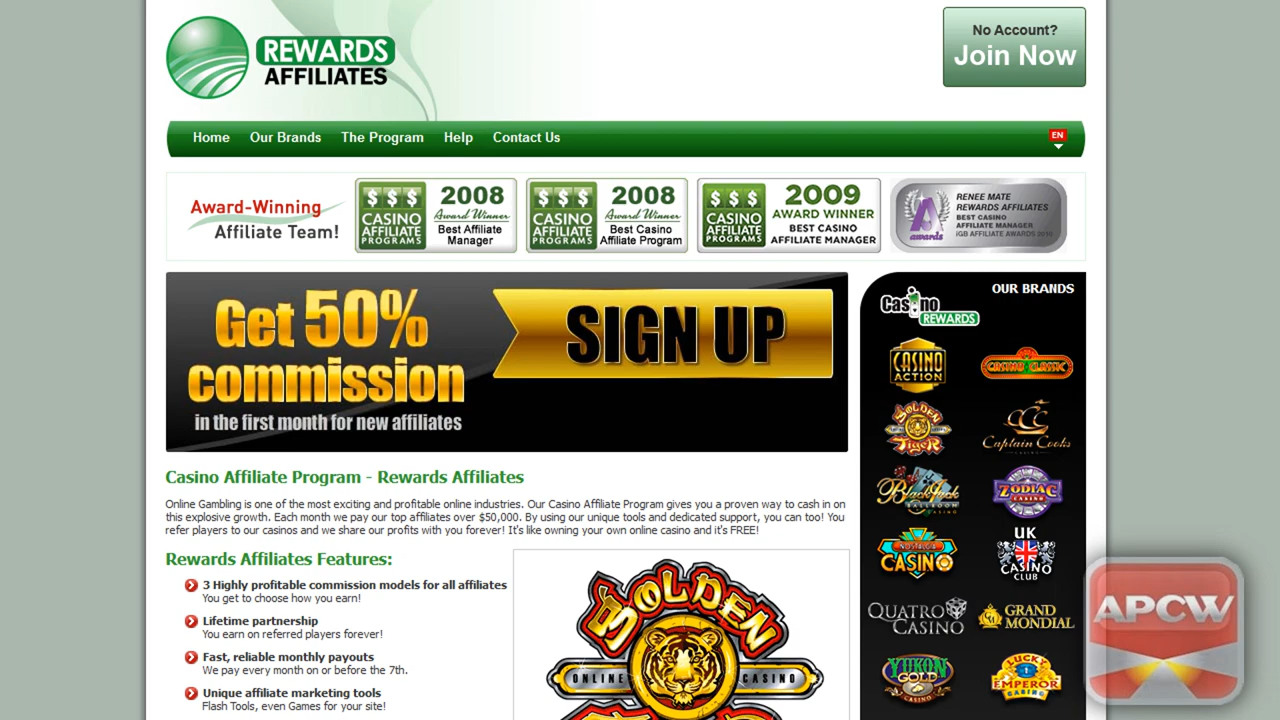 REWARDS
AFFILIATES
No Account?
Join Now
Home
Our Brands
The Program
Help
Contact Us
EN
Award-Winning
Affiliate Team!
$ $ $
CASINO
AFFILIATE
PROGRAMS
2008
Award Winner
Best Affiliate
Manager
$ $ $
CASINO
AFFILIATE
PROGRAMS
2008
Award Winner
Best Casino
Affiliate Program
$ $ $
CASINO
AFFILIATE
PROGRAMS
2009
AWARD WINNER
BEST CASINO
AFFILIATE MANAGER
A
awards
RENEE MATE
REWARDS AFFILIATES
BEST CASINO
AFFILIATE MANAGER
iGB AFFILIATE AWARDS
Get 50%
commission
in the first month for new affiliates
SIGN UP
OUR BRANDS
Casino
REWARDS
CASINO
ACTION
CASINO CLASSIC
GOLDEN
TIGER
Captain Cooks
CASINO
BlackJack
BALLROOM
CASINO
ZODIAC
CASINO
NOSTALGIA
CASINO
UK
CASINO
CLUB
QUATRO
CASINO
GRAND
MONDIAL
YUKON
GOLD
CASINO
LUCKY
EMPEROR
CASINO
Casino Affiliate Program - Rewards Affiliates
Online Gambling is one of the most exciting and profitable online industries. Our Casino Affiliate Program gives you a proven way to cash in on
this explosive growth. Each month we pay our top affiliates over $50,000. By using our unique tools and dedicated support, you can too! You
refer players to our casinos and we share our profits with you forever! It's like owning your own online casino and it's FREE!
Rewards Affiliates Features:
3 Highly profitable commission models for all affiliates
You get to choose how you earn!
Lifetime partnership
You earn on referred players forever!
Fast, reliable monthly payouts
We pay every month on or before the 7th.
Unique affiliate marketing tools
Flash Tools, even Games for your site!
GOLDEN
ONLINE
CASINO
APCW